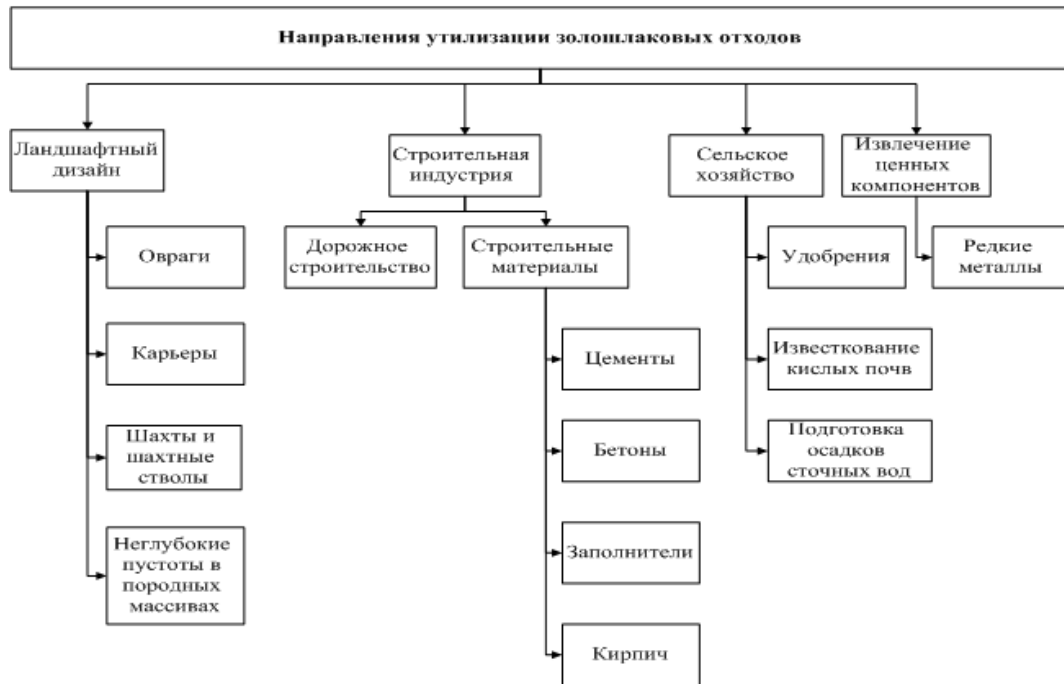 Направления утилизации золошлаковых отходов
Ландшафтный
дизайн
Строительная
индустрия
Сельское
хозяйство
Извлечение
ценных
компонентов
Овраги
Дорожное
строительство
Строительные
материалы
Удобрения
Редкие
металлы
Карьеры
Цементы
Известкование
кислых почв
Шахты и
шахтные
стволы
Бетоны
Подготовка
осадков
сточных вод
Неглубокие
пустоты в
породных
массивах
Заполнители
Кирпич